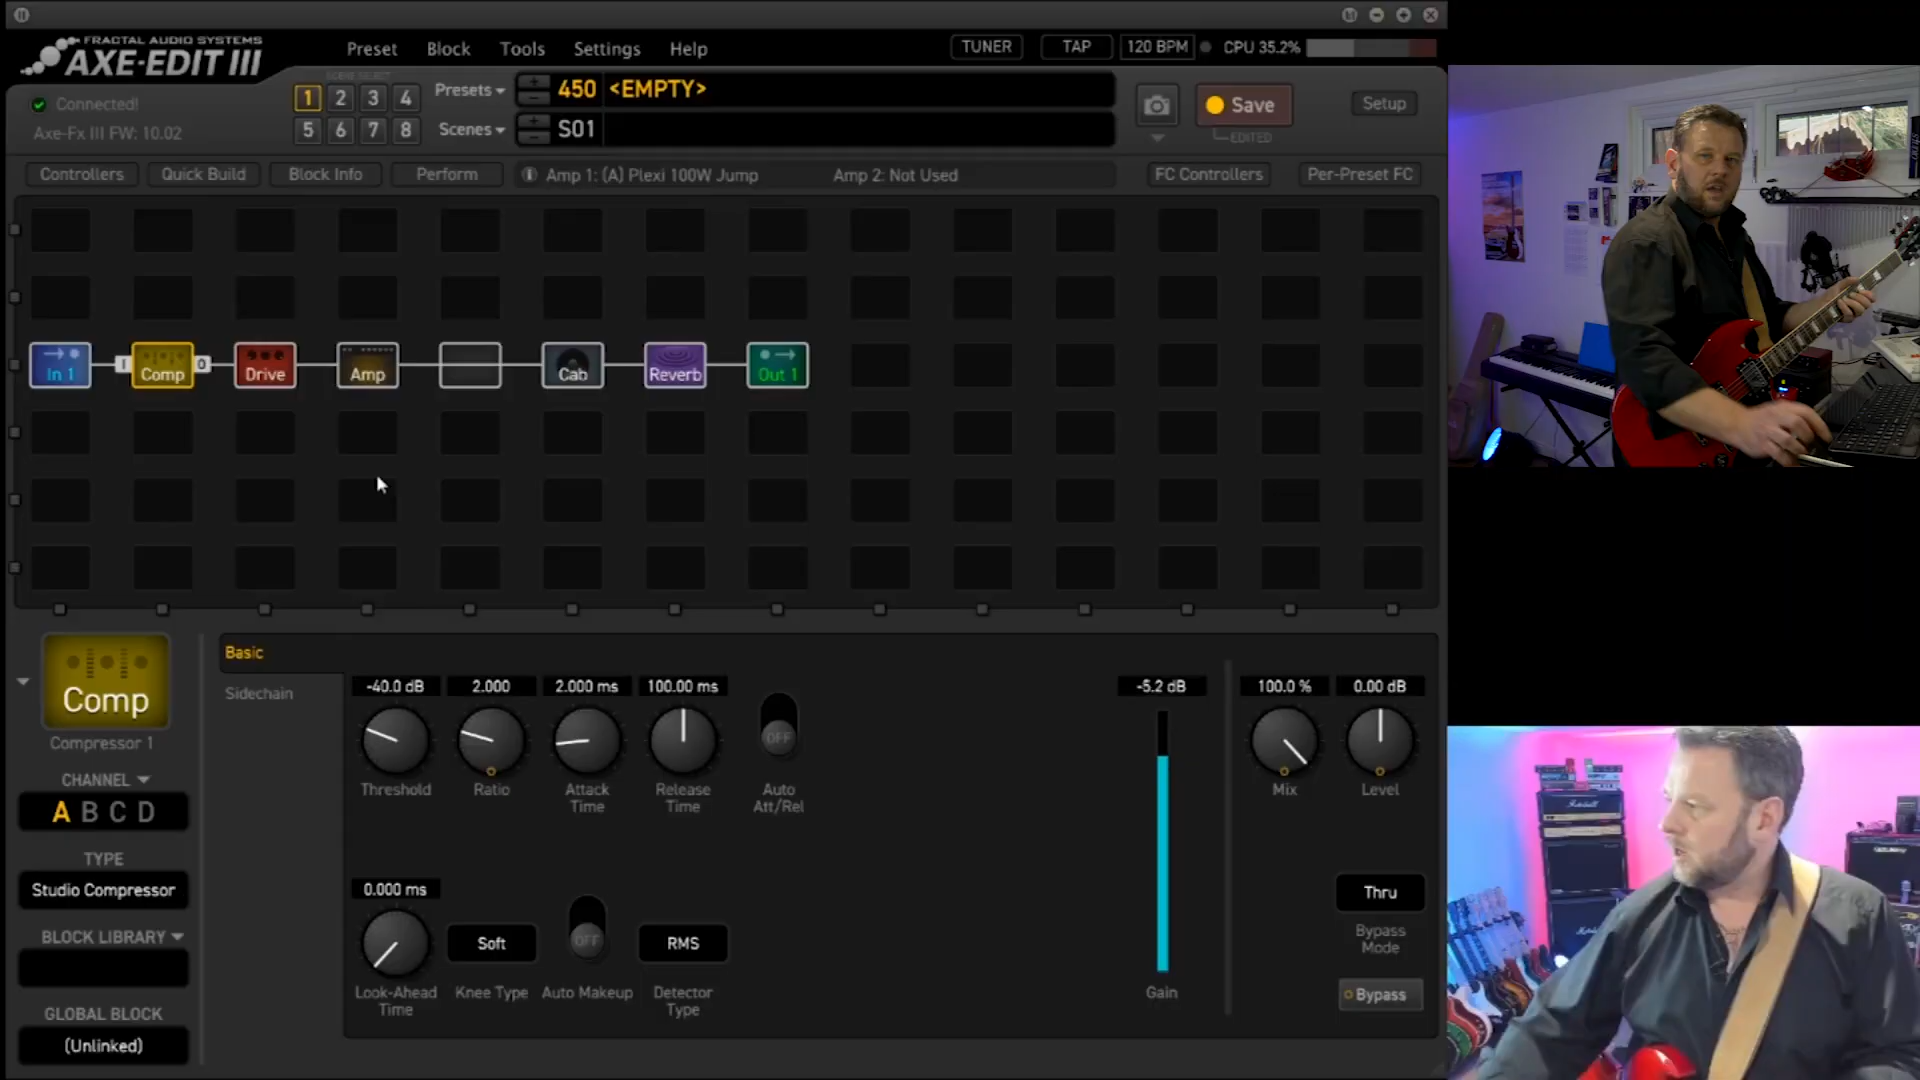 FRACTAL AUDIO SYSTEMS
AXE-EDIT III
Preset Block Tools Settings Help
TUNER TAP 120 BPM CPU 35.2%
SCENE SELECT
Connected!
Axe-Fx III FW: 10.02
1 2 3 4
5 6 7 8
Presets
450 <EMPTY>
Scenes
S01
Save
EDITED
Setup
Controllers Quick Build Block Info Perform
Amp 1: (A) Plexi 100W Jump Amp 2: Not Used
FC Controllers Per-Preset FC
In 1 I Comp O Drive Amp Cab Reverb Out 1
Comp
Compressor 1
CHANNEL
A B C D
TYPE
Studio Compressor
BLOCK LIBRARY
GLOBAL BLOCK
(Unlinked)
Basic
Sidechain
-40.0 dB 2.000 2.000 ms 100.00 ms
OFF
Threshold Ratio Attack Time Release Time Auto Att/Rel
0.000 ms
Soft OFF RMS
Look-Ahead Time Knee Type Auto Makeup Detector Type
-5.2 dB
Gain
100.0 % 0.00 dB
Mix Level
Thru
Bypass Mode
Bypass
Marshall